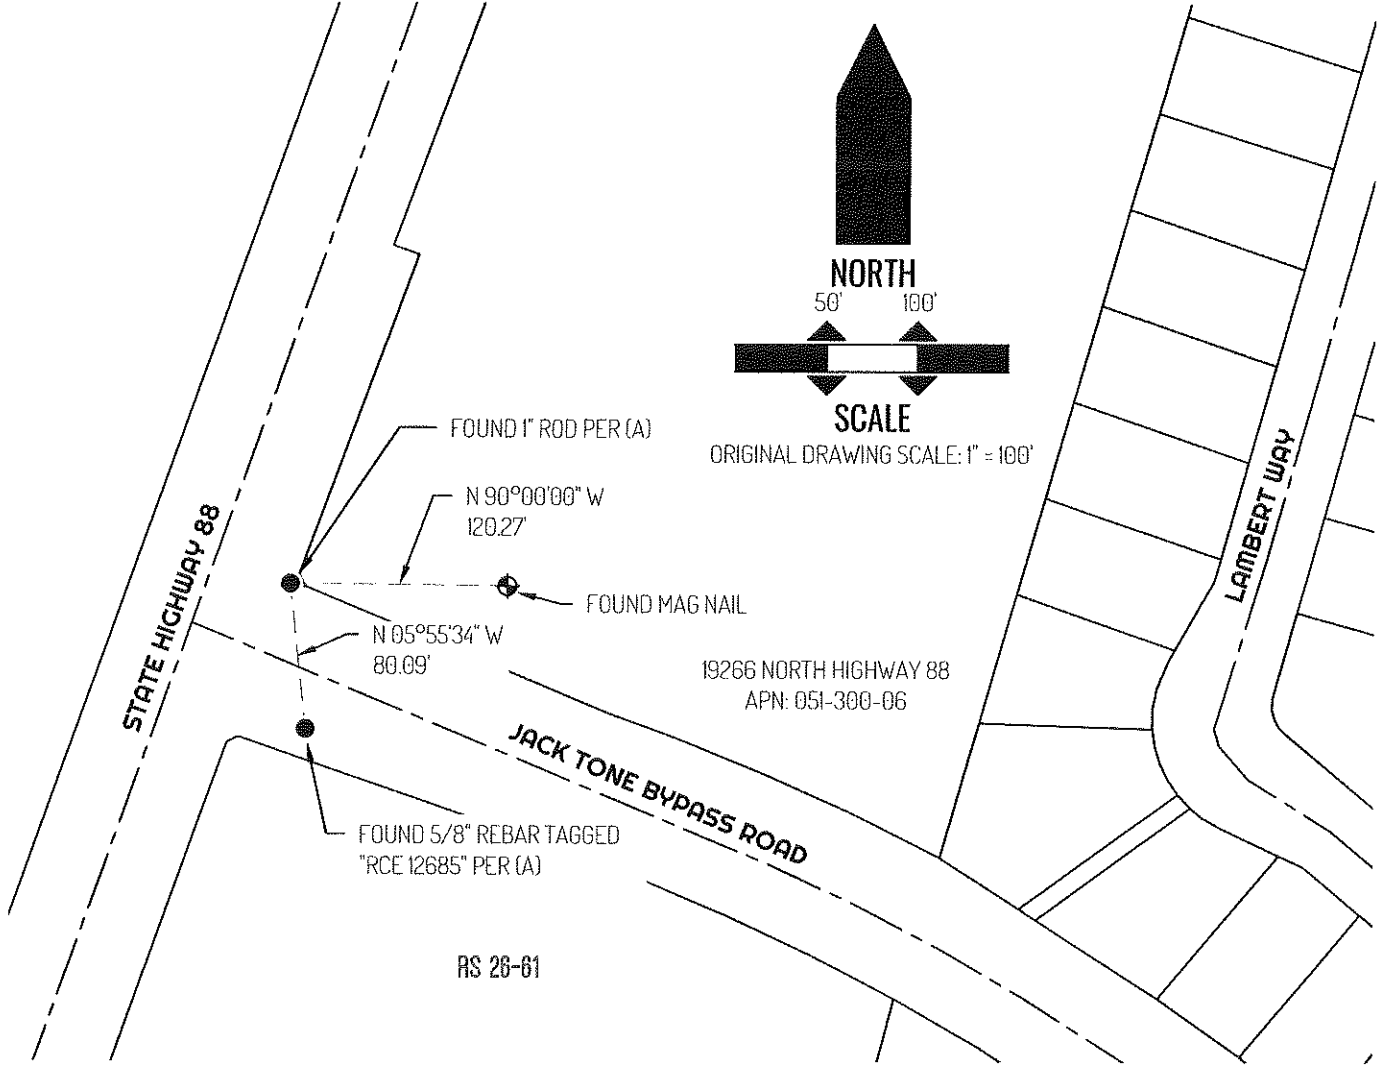 NORTH
50' 100'
SCALE
ORIGINAL DRAWING SCALE: 1" = 100'
FOUND 1" ROD PER (A)
N 90°00'00" W
120.27'
FOUND MAG NAIL
N 05°55'34" W
80.09'
19266 NORTH HIGHWAY 88
APN: 051-300-06
STATE HIGHWAY 88
LAMBERT WAY
JACK TONE BYPASS ROAD
FOUND 5/8" REBAR TAGGED
"RCE 12685" PER (A)
RS 26-61